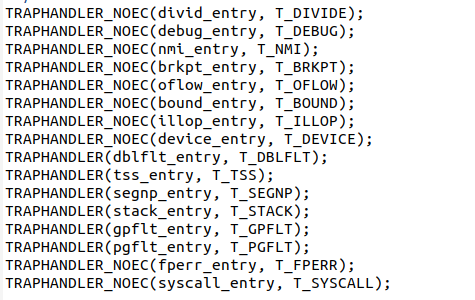 TRAPHANDLER_NOEC(divid_entry, T_DIVIDE);
TRAPHANDLER_NOEC(debug_entry, T_DEBUG);
TRAPHANDLER_NOEC(nmi_entry, T_NMI);
TRAPHANDLER_NOEC(brkpt_entry, T_BRKPT);
TRAPHANDLER_NOEC(oflow_entry, T_OFLOW);
TRAPHANDLER_NOEC(bound_entry, T_BOUND);
TRAPHANDLER_NOEC(illop_entry, T_ILLOP);
TRAPHANDLER_NOEC(device_entry, T_DEVICE);
TRAPHANDLER(dblflt_entry, T_DBLFLT);
TRAPHANDLER(tss_entry, T_TSS);
TRAPHANDLER(segnp_entry, T_SEGNP);
TRAPHANDLER(stack_entry, T_STACK);
TRAPHANDLER(gpflt_entry, T_GPFLT);
TRAPHANDLER(pgflt_entry, T_PGFLT);
TRAPHANDLER_NOEC(fperr_entry, T_FPERR);
TRAPHANDLER_NOEC(syscall_entry, T_SYSCALL);